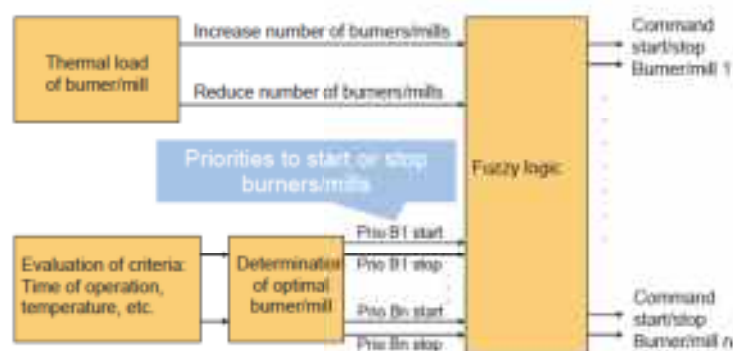 Increase number of burners/mills
Thermal load
of burner/mill
Reduce number of burners/mills
Command
start/stop
Burner/mill 1
Priorities to start or stop
burners/mills
Fuzzy logic
Evaluation of criteria:
Time of operation,
temperature, etc.
Determination
of optimal
burner/mill
Prio B1 start
Prio B1 stop
Prio Bn start
Prio Bn stop
Command
start/stop
Burner/mill n